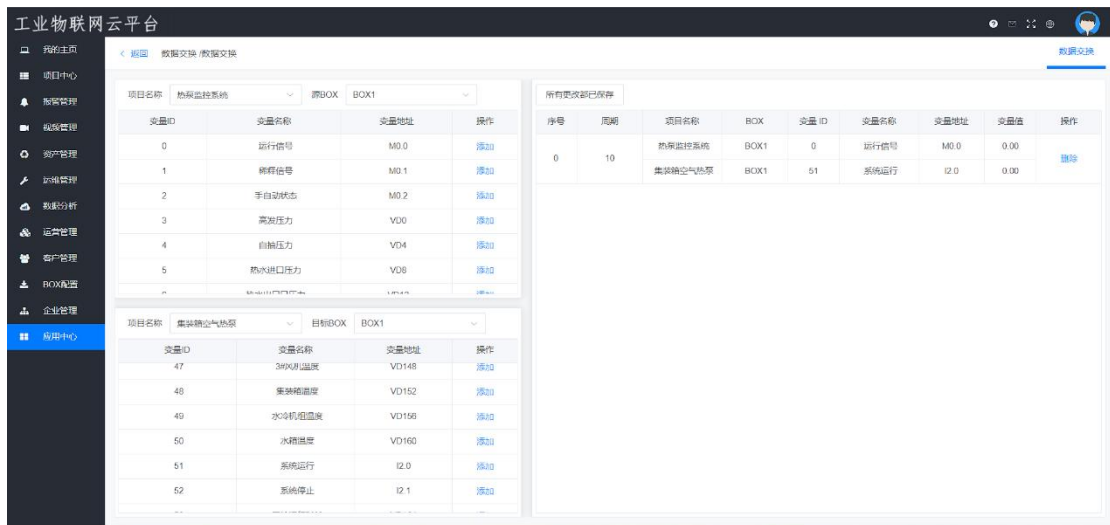 工业物联网云平台
我的主页
项目中心
报警管理
视频管理
资产管理
运维管理
数据分析
运营管理
客户管理
BOX配置
企业管理
应用中心
< 返回 数据交换 /数据交换
数据交换
项目名称 热泵监控系统 源BOX BOX1
变量ID 变量名称 变量地址 操作
0 运行信号 M0.0 添加
1 稀释信号 M0.1 添加
2 手自动状态 M0.2 添加
3 高发压力 VD0 添加
4 自抽压力 VD4 添加
5 热水进口压力 VD8 添加
项目名称 集装箱空气热泵 目标BOX BOX1
变量ID 变量名称 变量地址 操作
47 3#风机温度 VD148 添加
48 集装箱温度 VD152 添加
49 水冷机组温度 VD156 添加
50 水箱温度 VD160 添加
51 系统运行 I2.0 添加
52 系统停止 I2.1 添加
所有更改都已保存
序号 周期 项目名称 BOX 变量 ID 变量名称 变量地址 变量值 操作
0 10 热泵监控系统 BOX1 0 运行信号 M0.0 0.00 删除
集装箱空气热泵 BOX1 51 系统运行 I2.0 0.00